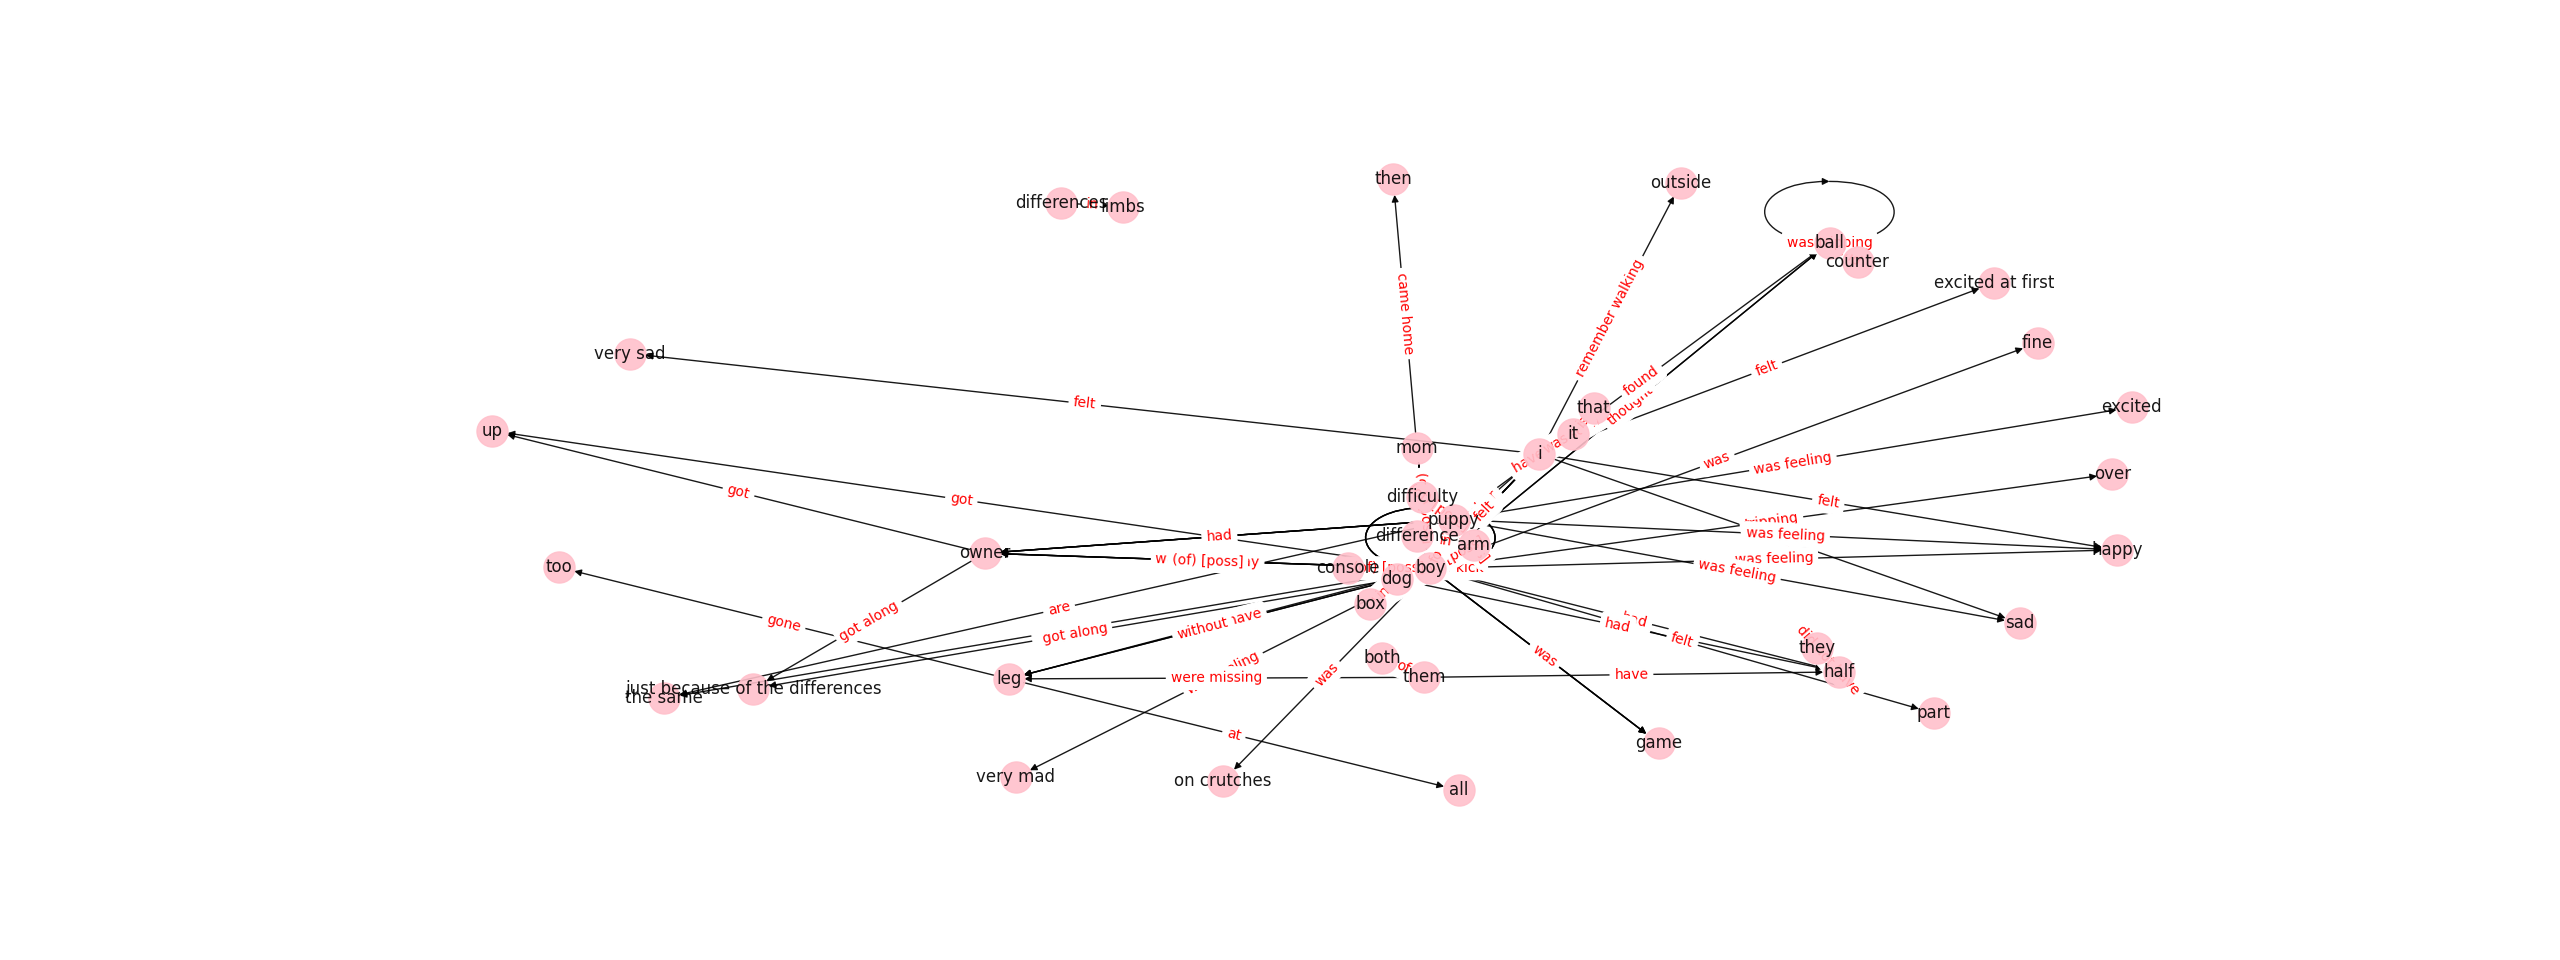 then
outside
differences
in
limbs
ball
counter
excited at first
came home
remember walking
fine
very sad
felt
felt
found
that
thought
excited
up
it
mom
i
was
was feeling
over
got
got
difficulty
felt
felt
puppy
had
difference
arm
in
was feeling
happy
owner
(of) [poss]
console
boy
kick
was feeling
was feeling
too
dog
box
are
gone
got along
got along
without
had
felt
sad
they
was
both
of
them
were missing
leg
have
half
was
just because of the differences
the same
part
at
game
very mad
on crutches
all